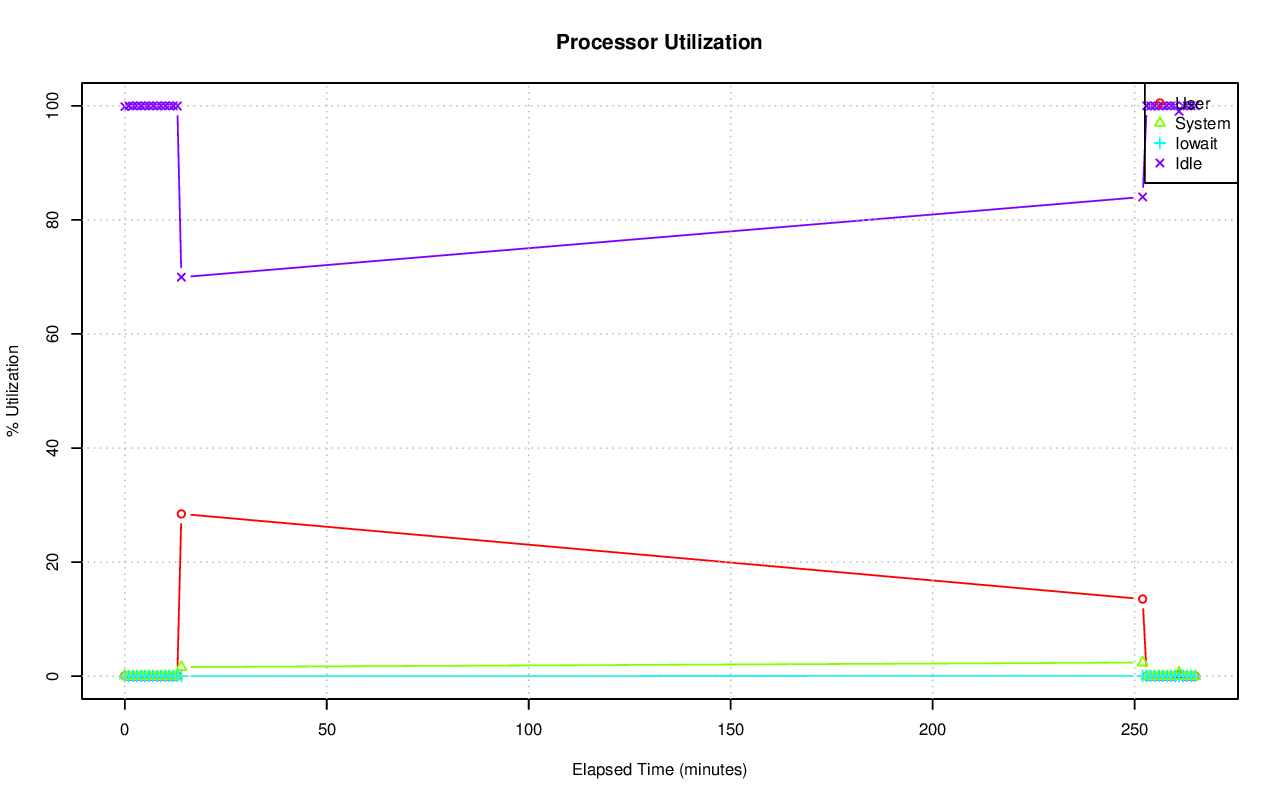 Processor Utilization
100
80
60
40
20
0
% Utilization
User
System
Iowait
Idle
0 50 100 150 200 250
Elapsed Time (minutes)